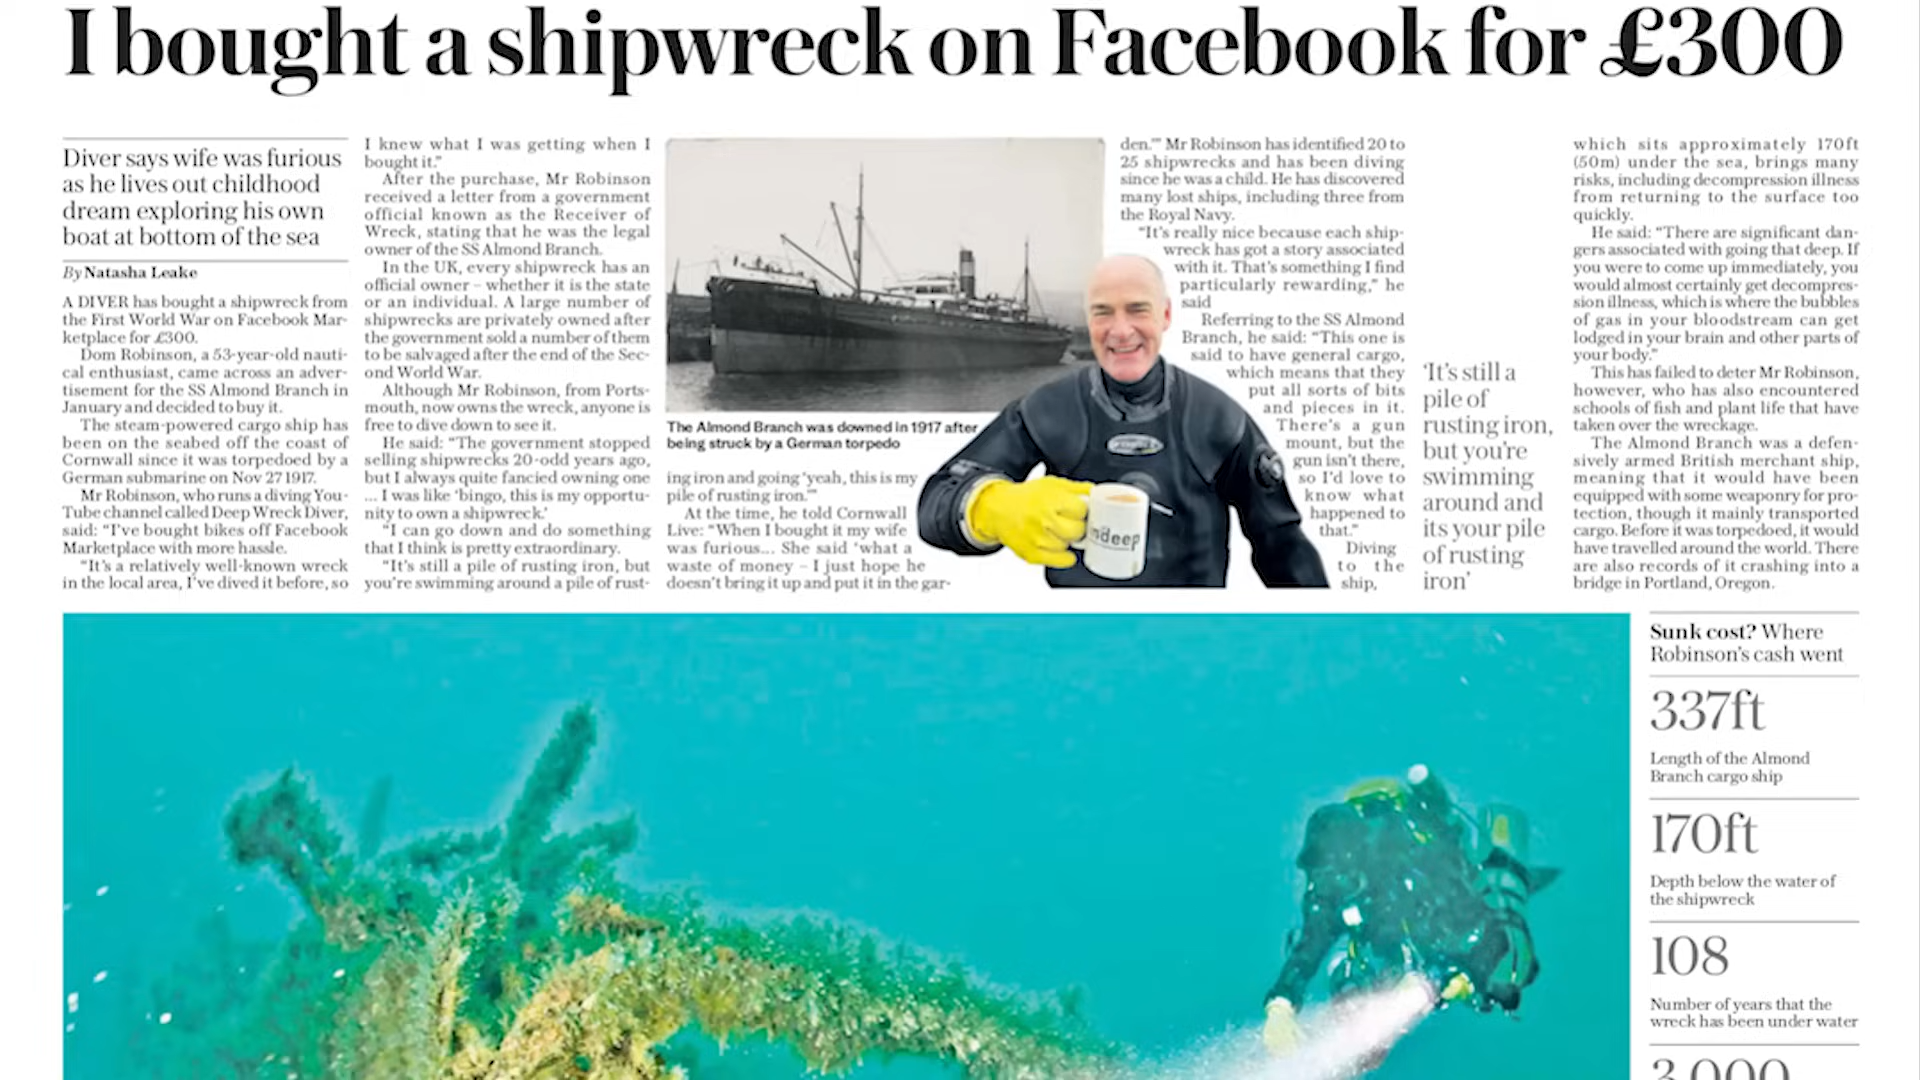 I bought a shipwreck on Facebook for £300
Diver says wife was furious
as he lives out childhood
dream exploring his own
boat at bottom of the sea
By Natasha Leake
A DIVER has bought a shipwreck from
the First World War on Facebook Mar-
ketplace for £300.
Dom Robinson, a 53-year-old nauti-
cal enthusiast, came across an adver-
tisement for the SS Almond Branch in
January and decided to buy it.
The steam-powered cargo ship has
been on the seabed off the coast of
Cornwall since it was torpedoed by a
German submarine on Nov 27 1917.
Mr Robinson, who runs a diving You-
Tube channel called Deep Wreck Diver,
said: “I’ve bought bikes off Facebook
Marketplace with more hassle.
“It’s a relatively well-known wreck
in the local area, I’ve dived it before, so
I knew what I was getting when I
bought it.”
After the purchase, Mr Robinson
received a letter from a government
official known as the Receiver of
Wreck, stating that he was the legal
owner of the SS Almond Branch.
In the UK, every shipwreck has an
official owner – whether it is the state
or an individual. A large number of
shipwrecks are privately owned after
the government sold a number of them
to be salvaged after the end of the Sec-
ond World War.
Although Mr Robinson, from Ports-
mouth, now owns the wreck, anyone is
free to dive down to see it.
He said: “The government stopped
selling shipwrecks 20-odd years ago,
but I always quite fancied owning one
... I was like ‘bingo, this is my opportu-
nity to own a shipwreck.’
“I can go down and do something
that I think is pretty extraordinary.
“It’s still a pile of rusting iron, but
you’re swimming around a pile of rust-
The Almond Branch was downed in 1917 after
being struck by a German torpedo
ing iron and going ‘yeah, this is my
pile of rusting iron.’”
At the time, he told Cornwall
Live: “When I bought it my wife
was furious... She said ‘what a
waste of money – I just hope he
doesn’t bring it up and put it in the gar-
den.’” Mr Robinson has identified 20 to
25 shipwrecks and has been diving
since he was a child. He has discovered
many lost ships, including three from
the Royal Navy.
“It’s really nice because each ship-
wreck has got a story associated
with it. That’s something I find
particularly rewarding,” he
said
Referring to the SS Almond
Branch, he said: “This one is
said to have general cargo,
which means that they
put all sorts of bits
and pieces in it.
There’s a gun
mount, but the
gun isn’t there,
so I’d love to
know what
happened to
that.”
Diving
to the
ship,
‘It’s still a
pile of
rusting iron,
but you’re
swimming
around and
its your pile
of rusting
iron’
which sits approximately 170ft
(50m) under the sea, brings many
risks, including decompression illness
from returning to the surface too
quickly.
He said: “There are significant dan-
gers associated with going that deep. If
you were to come up immediately, you
would almost certainly get decompres-
sion illness, which is where the bubbles
of gas in your bloodstream can get
lodged in your brain and other parts of
your body.”
This has failed to deter Mr Robinson,
however, who has also encountered
schools of fish and plant life that have
taken over the wreckage.
The Almond Branch was a defen-
sively armed British merchant ship,
meaning that it would have been
equipped with some weaponry for pro-
tection, though it mainly transported
cargo. Before it was torpedoed, it would
have travelled around the world. There
are also records of it crashing into a
bridge in Portland, Oregon.
Sunk cost? Where
Robinson’s cash went
337ft
Length of the Almond
Branch cargo ship
170ft
Depth below the water of
the shipwreck
108
Number of years that the
wreck has been under water
3,000